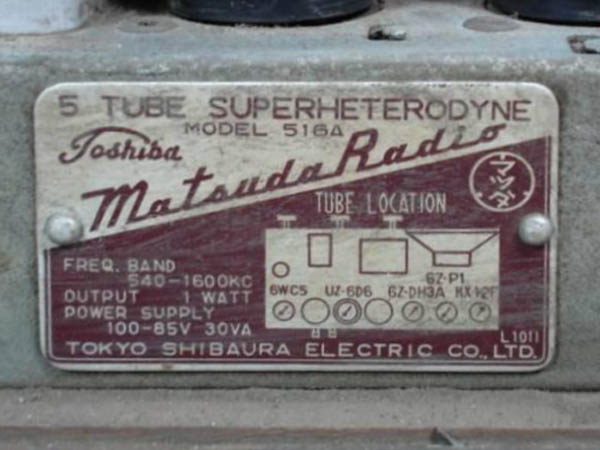 5 TUBE SUPERHETERODYNE
MODEL 516A
Toshiba
Matsuda Radio
マツダ
TUBE LOCATION
FREQ. BAND
540-1600KC
OUTPUT 1 WATT
POWER SUPPLY
100-85V 30VA
6Z-P1
6WC5 UZ-6D6 6Z-DH3A KX-12F
L1011
TOKYO SHIBAURA ELECTRIC CO., LTD.